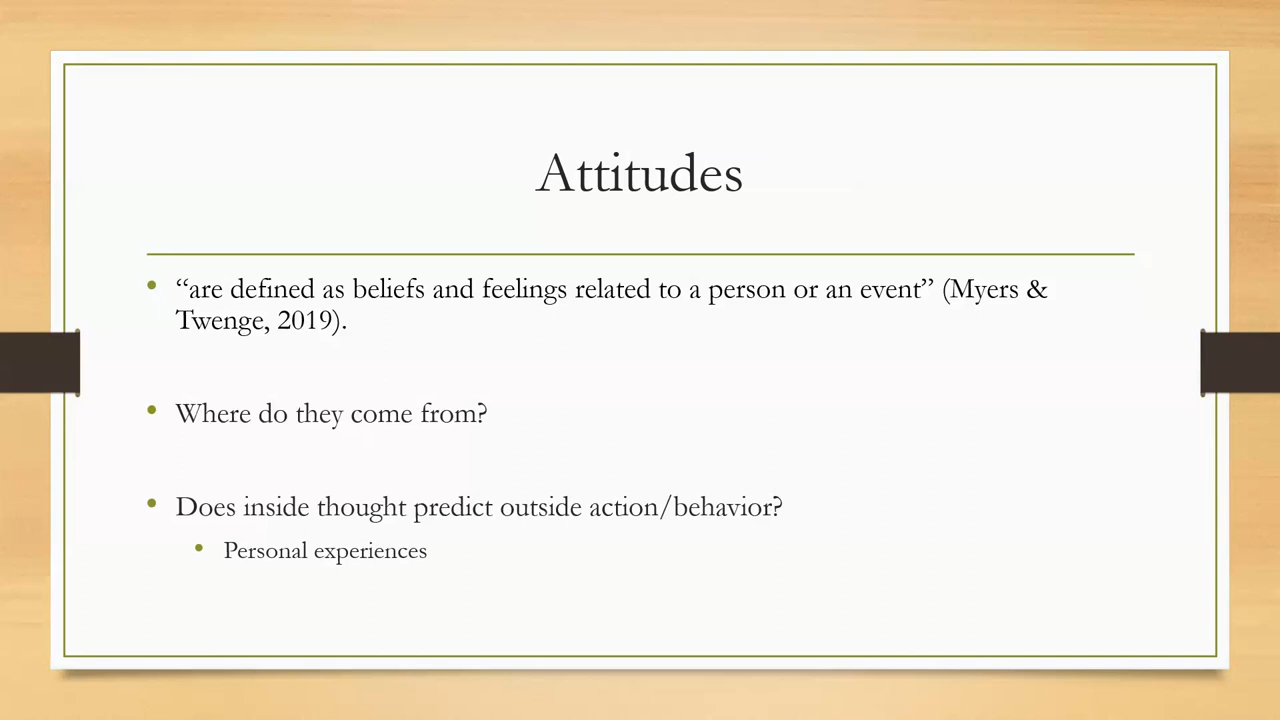 Attitudes
• “are defined as beliefs and feelings related to a person or an event” (Myers &
Twenge, 2019).
• Where do they come from?
• Does inside thought predict outside action/behavior?
• Personal experiences